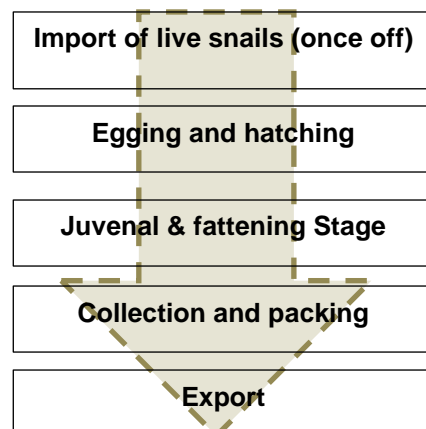 Import of live snails (once off)
Egging and hatching
Juvenal & fattening Stage
Collection and packing
Export